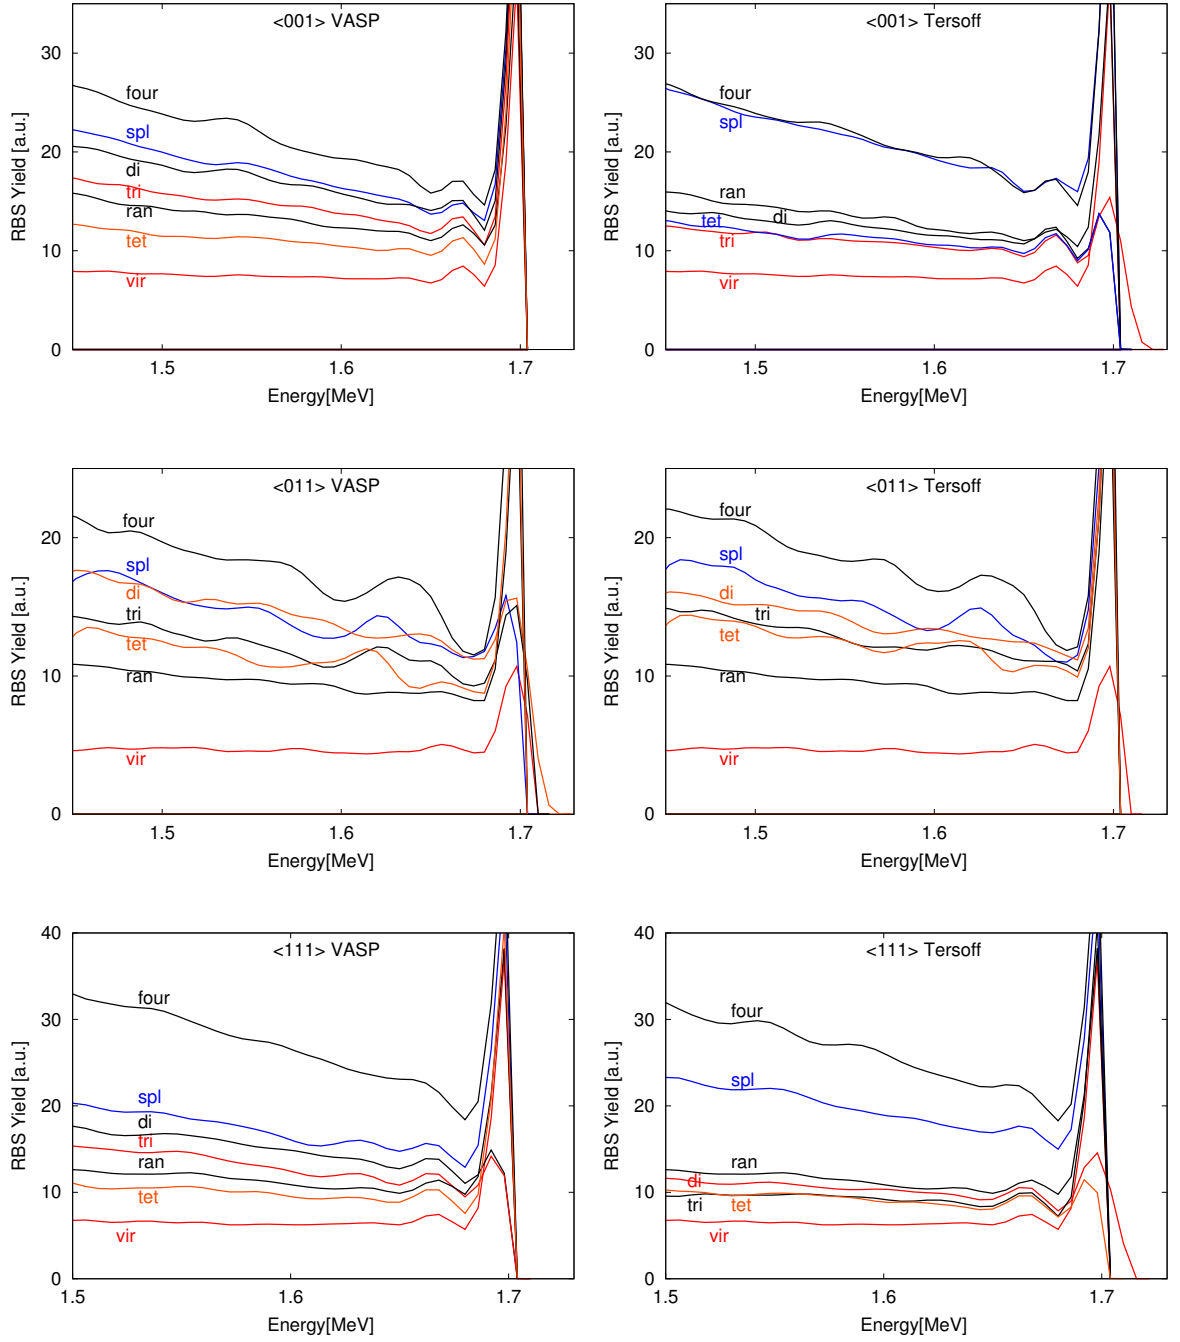 <001> VASP
RBS Yield [a.u.]
30
20
10
0
four
spl
di
tri
ran
tet
vir
1.5
1.6
1.7
Energy[MeV]
<001> Tersoff
RBS Yield [a.u.]
30
20
10
0
four
spl
ran
di
tet
tri
vir
1.5
1.6
1.7
Energy[MeV]
<011> VASP
RBS Yield [a.u.]
20
10
0
four
spl
di
tri
tet
ran
vir
1.5
1.6
1.7
Energy[MeV]
<011> Tersoff
RBS Yield [a.u.]
20
10
0
four
spl
di
tri
tet
ran
vir
1.5
1.6
1.7
Energy[MeV]
<111> VASP
RBS Yield [a.u.]
40
30
20
10
0
four
spl
di
tri
ran
tet
vir
1.5
1.6
1.7
Energy[MeV]
<111> Tersoff
RBS Yield [a.u.]
40
30
20
10
0
four
spl
ran
di
tri
tet
vir
1.5
1.6
1.7
Energy[MeV]